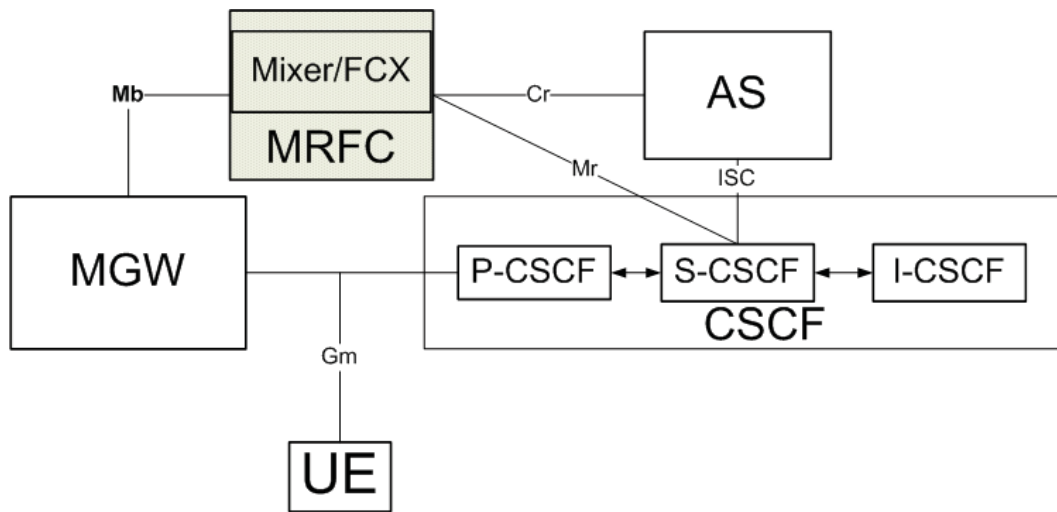 Mixer/FCX
MRFC
Mb
Cr
AS
Mr
ISC
MGW
P-CSCF
S-CSCF
I-CSCF
CSCF
Gm
UE